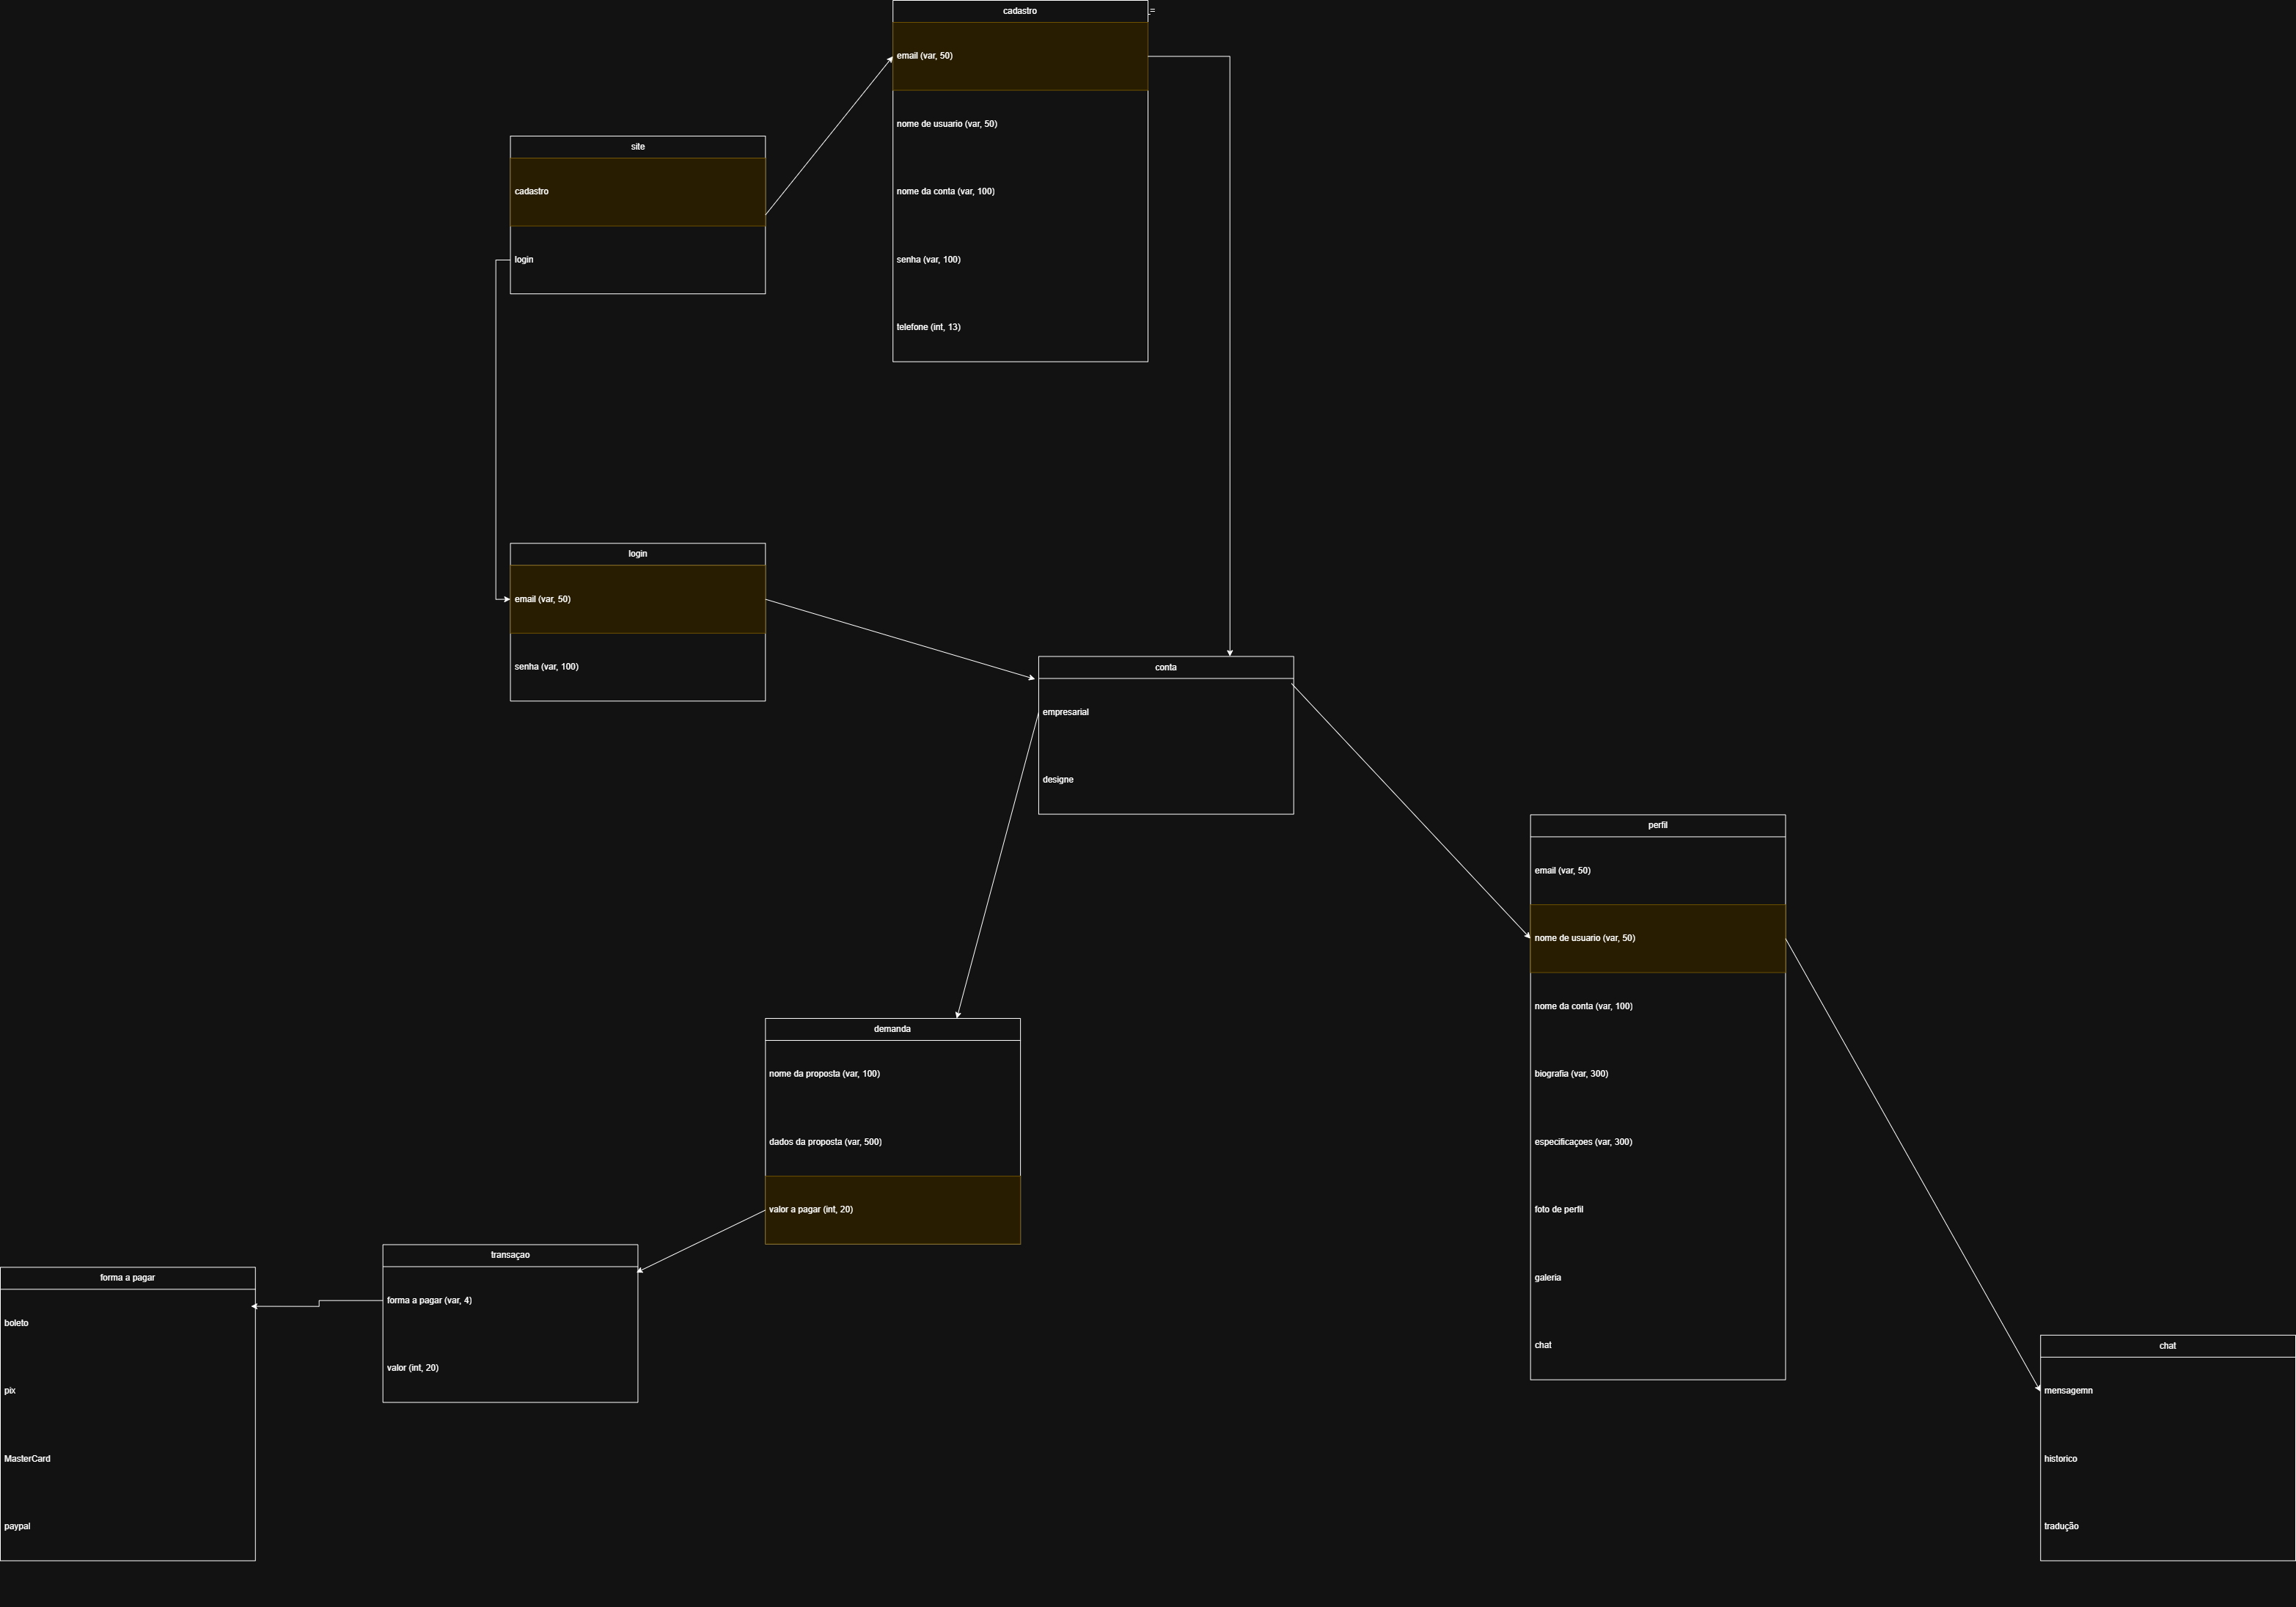 cadastro
email (var, 50)
nome de usuario (var, 50)
nome da conta (var, 100)
senha (var, 100)
telefone (int, 13)
site
cadastro
login
login
email (var, 50)
senha (var, 100)
conta
empresarial
designe
perfil
email (var, 50)
nome de usuario (var, 50)
nome da conta (var, 100)
biografia (var, 300)
especificaçoes (var, 300)
foto de perfil
galeria
chat
demanda
nome da proposta (var, 100)
dados da proposta (var, 500)
valor a pagar (int, 20)
transaçao
forma a pagar (var, 4)
valor (int, 20)
forma a pagar
boleto
pix
MasterCard
paypal
chat
mensagemn
historico
tradução